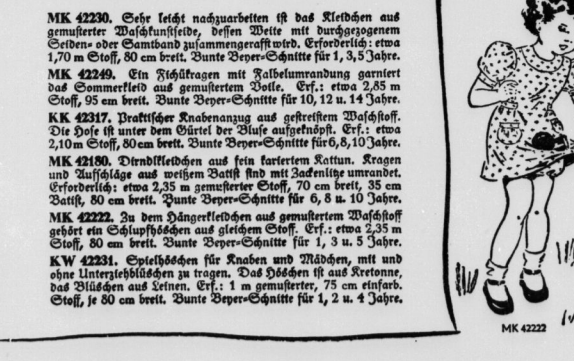 MK 42230. Sehr leicht nachzuarbeiten ist das Kleidchen aus
gemusterter Waschkunstseide, dessen Weite mit durchgezogenem
Seiden- oder Samtband zusammengerafft wird. Erforderlich: etwa
1,70 m Stoff, 80 cm breit. Bunte Beyer-Schnitte für 1, 3, 5 Jahre.
MK 42249. Ein Fichükragen mit Falbelumrandung garniert
das Sommerkleid aus gemustertem Voile. Erf.: etwa 2,85 m
Stoff, 95 cm breit. Bunte Beyer-Schnitte für 10, 12 u. 14 Jahre.
KK 42317. Praktischer Knabenanzug aus gestreiftem Waschstoff.
Die Hose ist unter dem Gürtel der Bluse aufgeknöpft. Erf.: etwa
2,10 m Stoff, 80 cm breit. Bunte Beyer-Schnitte für 6, 8, 10 Jahre.
MK 42180. Dirndlkleidchen aus fein kariertem Kattun. Kragen
und Aufschläge aus weißem Batist sind mit Zackenlitze umrandet.
Erforderlich: etwa 2,35 m gemusterter Stoff, 70 cm breit, 35 cm
Batist, 80 cm breit. Bunte Beyer-Schnitte für 6, 8 u. 10 Jahre.
MK 42222. Zu dem Hängerkleidchen aus gemustertem Waschstoff
gehört ein Schlupfhöschen aus gleichem Stoff. Erf.: etwa 2,35 m
Stoff, 80 cm breit. Bunte Beyer-Schnitte für 1, 3 u. 5 Jahre.
KW 42231. Spielhöschen für Knaben und Mädchen, mit und
ohne Unterziehblüschen zu tragen. Das Höschen ist aus Kretonne,
das Blüschen aus Leinen. Erf.: 1 m gemusterter, 75 cm einfarb.
Stoff, je 80 cm breit. Bunte Beyer-Schnitte für 1, 2 u. 4 Jahre.
MK 42222